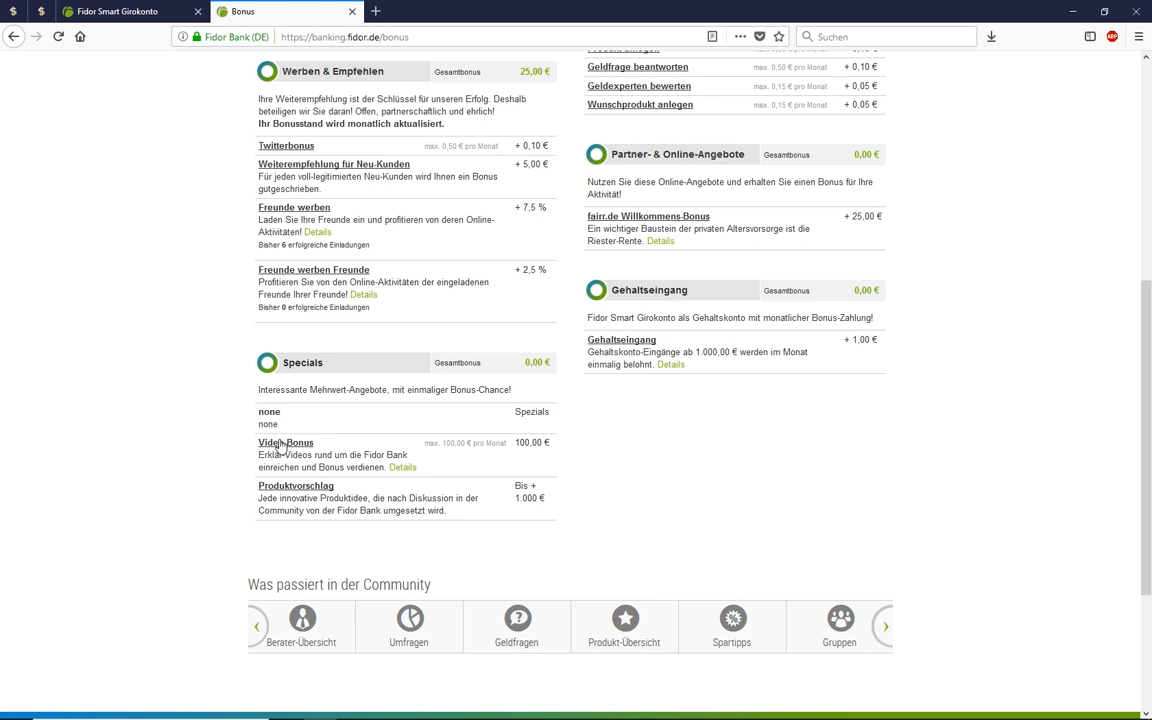 Fidor Smart Girokonto
Bonus
Fidor Bank (DE)
https://banking.fidor.de/bonus
Suchen
ABP
Werben & Empfehlen Gesamtbonus 25,00 €
Ihre Weiterempfehlung ist der Schlüssel für unseren Erfolg. Deshalb
beteiligen wir Sie daran! Offen, partnerschaftlich und ehrlich!
Ihr Bonusstand wird monatlich aktualisiert.
Twitterbonus max. 0,50 € pro Monat + 0,10 €
Weiterempfehlung für Neu-Kunden + 5,00 €
Für jeden voll-legitimierten Neu-Kunden wird Ihnen ein Bonus
gutgeschrieben.
Freunde werben + 7,5 %
Laden Sie Ihre Freunde ein und profitieren von deren Online-
Aktivitäten! Details
Bisher 6 erfolgreiche Einladungen
Freunde werben Freunde + 2,5 %
Profitieren Sie von den Online-Aktivitäten der eingeladenen
Freunde Ihrer Freunde! Details
Bisher 0 erfolgreiche Einladungen
Specials Gesamtbonus 0,00 €
Interessante Mehrwert-Angebote, mit einmaliger Bonus-Chance!
none Spezials
none
Video-Bonus max. 100,00 € pro Monat 100,00 €
Erklär-Videos rund um die Fidor Bank
einreichen und Bonus verdienen. Details
Produktvorschlag Bis +
Jede innovative Produktidee, die nach Diskussion in der 1.000 €
Community von der Fidor Bank umgesetzt wird.
Geldfrage beantworten max. 0,50 € pro Monat + 0,10 €
Geldexperten bewerten max. 0,15 € pro Monat + 0,05 €
Wunschprodukt anlegen max. 0,15 € pro Monat + 0,05 €
Partner- & Online-Angebote Gesamtbonus 0,00 €
Nutzen Sie diese Online-Angebote und erhalten Sie einen Bonus für Ihre
Aktivität!
fairr.de Willkommens-Bonus + 25,00 €
Ein wichtiger Baustein der privaten Altersvorsorge ist die
Riester-Rente. Details
Gehaltseingang Gesamtbonus 0,00 €
Fidor Smart Girokonto als Gehaltskonto mit monatlicher Bonus-Zahlung!
Gehaltseingang + 1,00 €
Gehaltskonto-Eingänge ab 1.000,00 € werden im Monat
einmalig belohnt. Details
Was passiert in der Community
Berater-Übersicht Umfragen Geldfragen Produkt-Übersicht Spartipps Gruppen